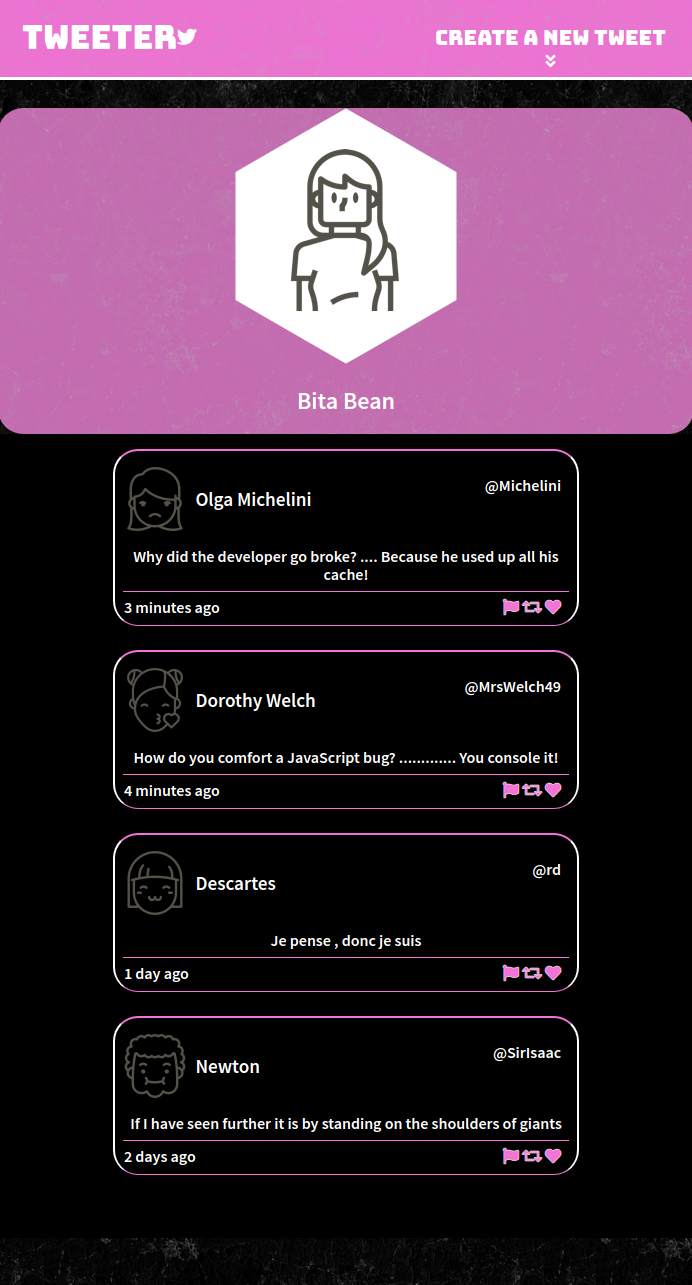 TWEETER
CREATE A NEW TWEET
Bita Bean
Olga Michelini
@Michelini
Why did the developer go broke? .... Because he used up all his
cache!
3 minutes ago
Dorothy Welch
@MrsWelch49
How do you comfort a JavaScript bug? ............. You console it!
4 minutes ago
Descartes
@rd
Je pense , donc je suis
1 day ago
Newton
@SirIsaac
If I have seen further it is by standing on the shoulders of giants
2 days ago